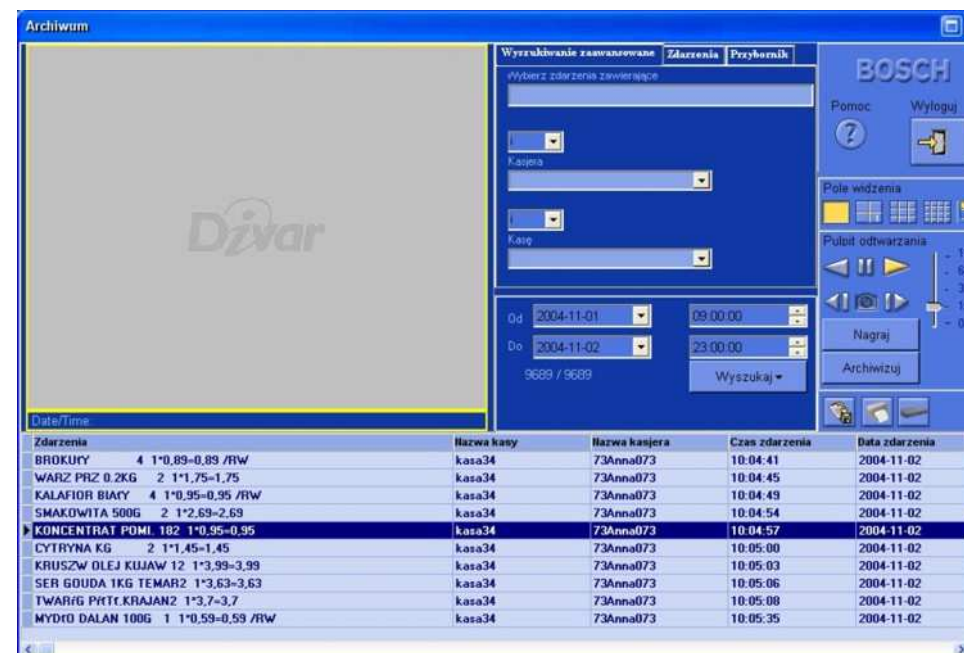 Archiwum
Wyszukiwanie zaawansowane Zdarzenia Przybornik
Wybierz zdarzenia zawierające
i
Kasjera
i
Kasę
Od 2004-11-01 09:00:00
Do 2004-11-02 23:00:00
9689 / 9689 Wyszukaj
Divar
Date/Time:
BOSCH
Pomoc Wyloguj
?
Pole widzenia
Pulpit odtwarzania
Nagraj
Archiwizuj
Zdarzenia Nazwa kasy Nazwa kasjera Czas zdarzenia Data zdarzenia
BROKUŁY 4 1*0,89=0,89 /RW kasa34 73Anna073 10:04:41 2004-11-02
WARZ PRZ 0.2KG 2 1*1,75=1,75 kasa34 73Anna073 10:04:45 2004-11-02
KALAFIOR BIAŁY 4 1*0,95=0,95 /RW kasa34 73Anna073 10:04:49 2004-11-02
SMAKOWITA 500G 2 1*2,69=2,69 kasa34 73Anna073 10:04:54 2004-11-02
KONCENTRAT POMI. 182 1*0,95=0,95 kasa34 73Anna073 10:04:57 2004-11-02
CYTRYNA KG 2 1*1,45=1,45 kasa34 73Anna073 10:05:00 2004-11-02
KRUSZW OLEJ KUJAW 12 1*3,99=3,99 kasa34 73Anna073 10:05:03 2004-11-02
SER GOUDA 1KG TEMAR2 1*3,63=3,63 kasa34 73Anna073 10:05:06 2004-11-02
1*3,7=3,7 kasa34 73Anna073 10:05:08 2004-11-02
MYDŁO DALAN 100G 1 1*0,59=0,59 /RW kasa34 73Anna073 10:05:35 2004-11-02